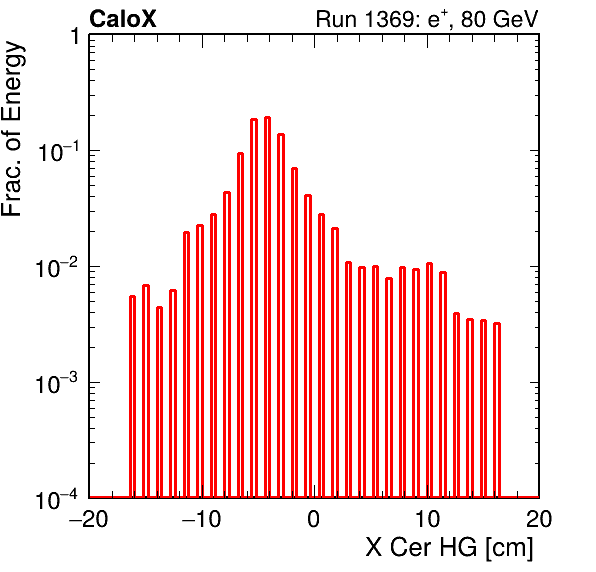 CaloX
Run 1369: e⁺, 80 GeV
Frac. of Energy
1
10⁻¹
10⁻²
10⁻³
10⁻⁴
−20 −10 0 10 20
X Cer HG [cm]